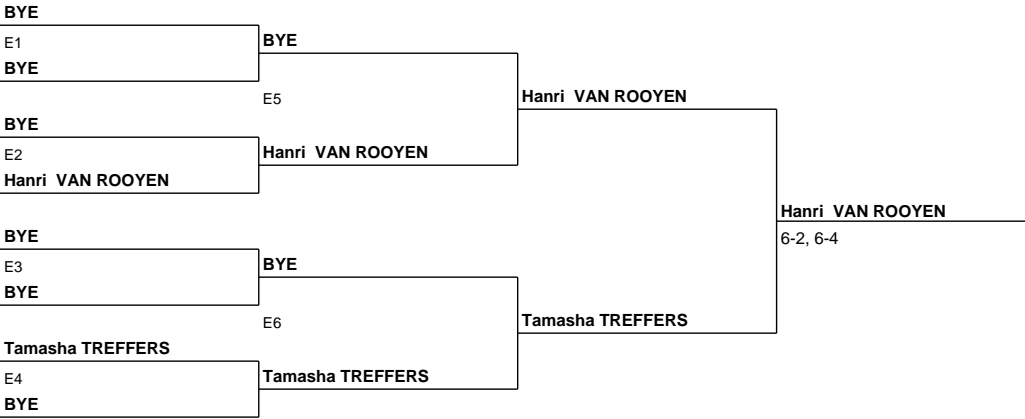 BYE
E1
BYE
BYE
E5
BYE
E2
Hanri VAN ROOYEN
Hanri VAN ROOYEN
Hanri VAN ROOYEN
BYE
E3
BYE
BYE
E6
Tamasha TREFFERS
E4
BYE
Tamasha TREFFERS
Tamasha TREFFERS
Hanri VAN ROOYEN
6-2, 6-4